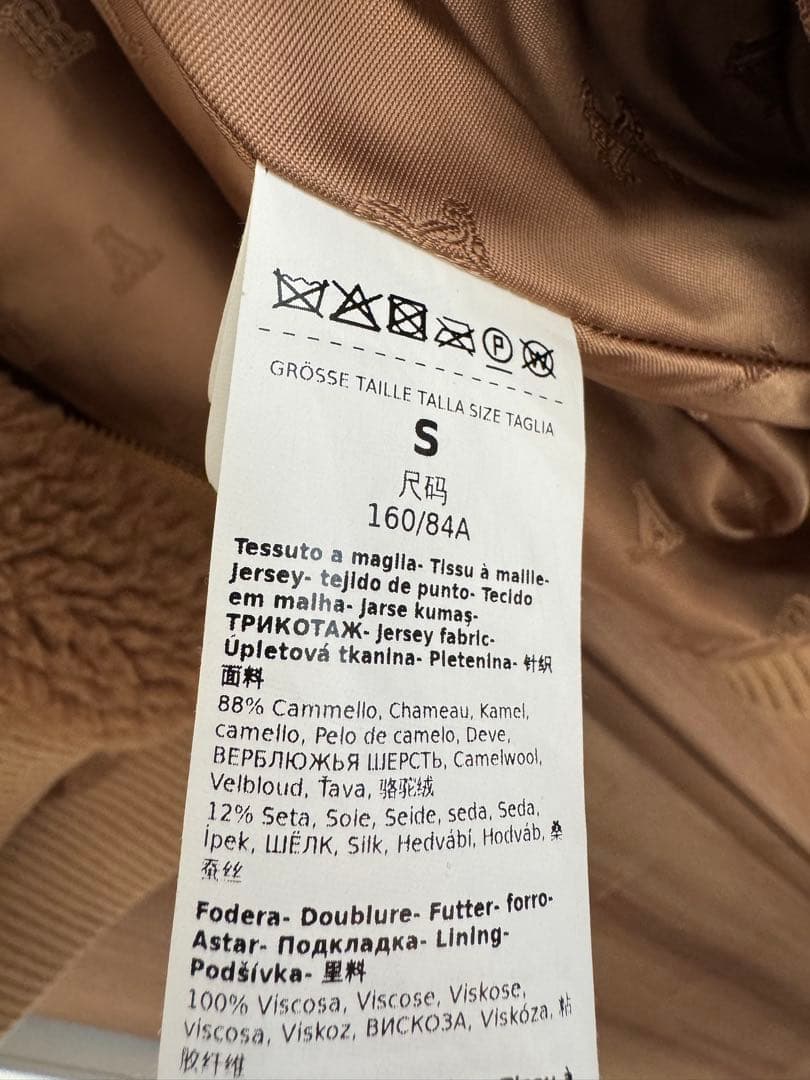 GRÖSSE TAILLE TALLA SIZE TAGLIA
S
尺码
160/84A
Tessuto a maglia- Tissu à maille-
Jersey- tejido de punto- Tecido
em malha- Jarse kumaş-
ТРИКОТАЖ- Jersey fabric-
Úpletová tkanina- Pletenina- 针织
面料
88% Cammello, Chameau, Kamel,
camello, Pelo de camelo, Deve,
ВЕРБЛЮЖЬЯ ШЕРСТЬ, Camelwool,
Velbloud, Ťava, 骆驼绒
12% Seta, Soie, Seide, seda, Seda,
İpek, ШЁЛК, Silk, Hedvábí, Hodváb, 桑
蚕丝
Fodera- Doublure- Futter- forro-
Astar- Подкладка- Lining-
Podšívka- 里料
100% Viscosa, Viscose, Viskose,
viscosa, Viskoz, ВИСКОЗА, Viskóza, 粘
胶纤维